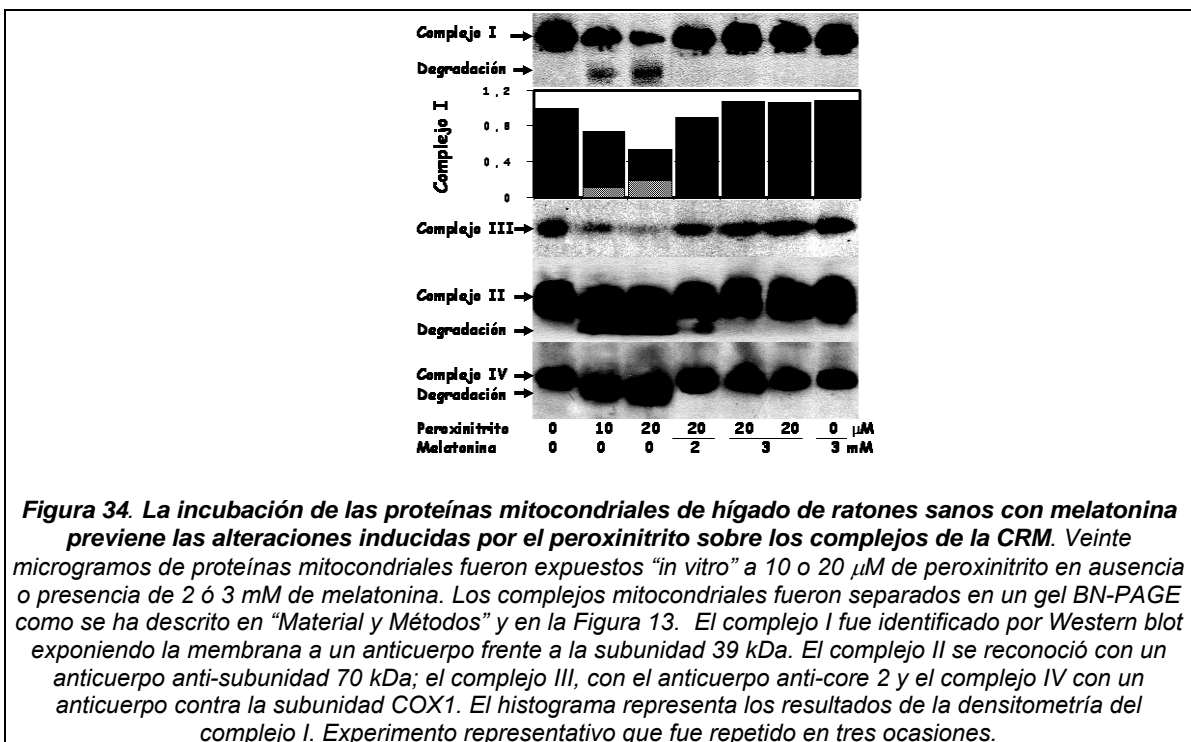 Complejo I
Degradación
1,2
0,8
0,4
0
Complejo I
Complejo III
Complejo II
Degradación
Complejo IV
Degradación
Peroxinitrito 0 10 20 20 20 20 0 μM
Melatonina 0 0 0 2 3 3 mM
Figura 34. La incubación de las proteínas mitocondriales de hígado de ratones sanos con melatonina
previene las alteraciones inducidas por el peroxinitrito sobre los complejos de la CRM. Veinte
microgramos de proteínas mitocondriales fueron expuestos “in vitro” a 10 o 20 μM de peroxinitrito en ausencia
o presencia de 2 ó 3 mM de melatonina. Los complejos mitocondriales fueron separados en un gel BN-PAGE
como se ha descrito en “Material y Métodos” y en la Figura 13. El complejo I fue identificado por Western blot
exponiendo la membrana a un anticuerpo frente a la subunidad 39 kDa. El complejo II se reconoció con un
anticuerpo anti-subunidad 70 kDa; el complejo III, con el anticuerpo anti-core 2 y el complejo IV con un
anticuerpo contra la subunidad COX1. El histograma representa los resultados de la densitometría del
complejo I. Experimento representativo que fue repetido en tres ocasiones.